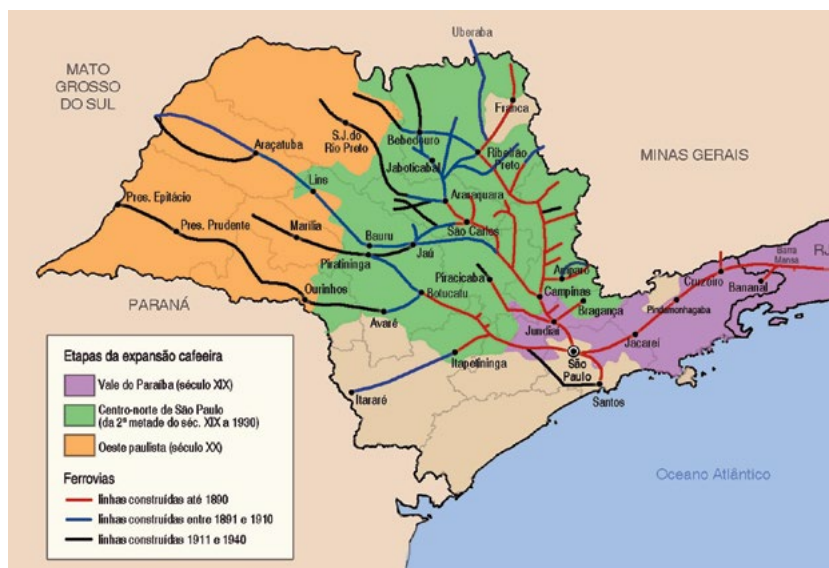 Uberaba
MATO
GROSSO
DO SUL
Franca
Bebedouro
S.J.do
Rio Preto
Ribeirão
Preto
Jaboticabal
MINAS GERAIS
Araçatuba
Lins
Araraquara
Pres. Epitácio
São Carlos
Pres. Prudente
Marília
Bauru
Jaú
Piratininga
Barra
Mansa
RJ
Amparo
Cruzeiro
Piracicaba
Campinas
Bananal
Ourinhos
Botucatu
Bragança
PARANÁ
Pindamonhagaba
Avaré
Jundiaí
Jacareí
Itapetininga
São
Paulo
Itararé
Santos
Oceano Atlântico
Etapas da expansão cafeeira
Vale do Paraíba (século XIX)
Centro-norte de São Paulo
(da 2ª metade do séc. XIX a 1930)
Oeste paulista (século XX)
Ferrovias
linhas construídas até 1890
linhas construídas entre 1891 e 1910
linhas construídas 1911 e 1940